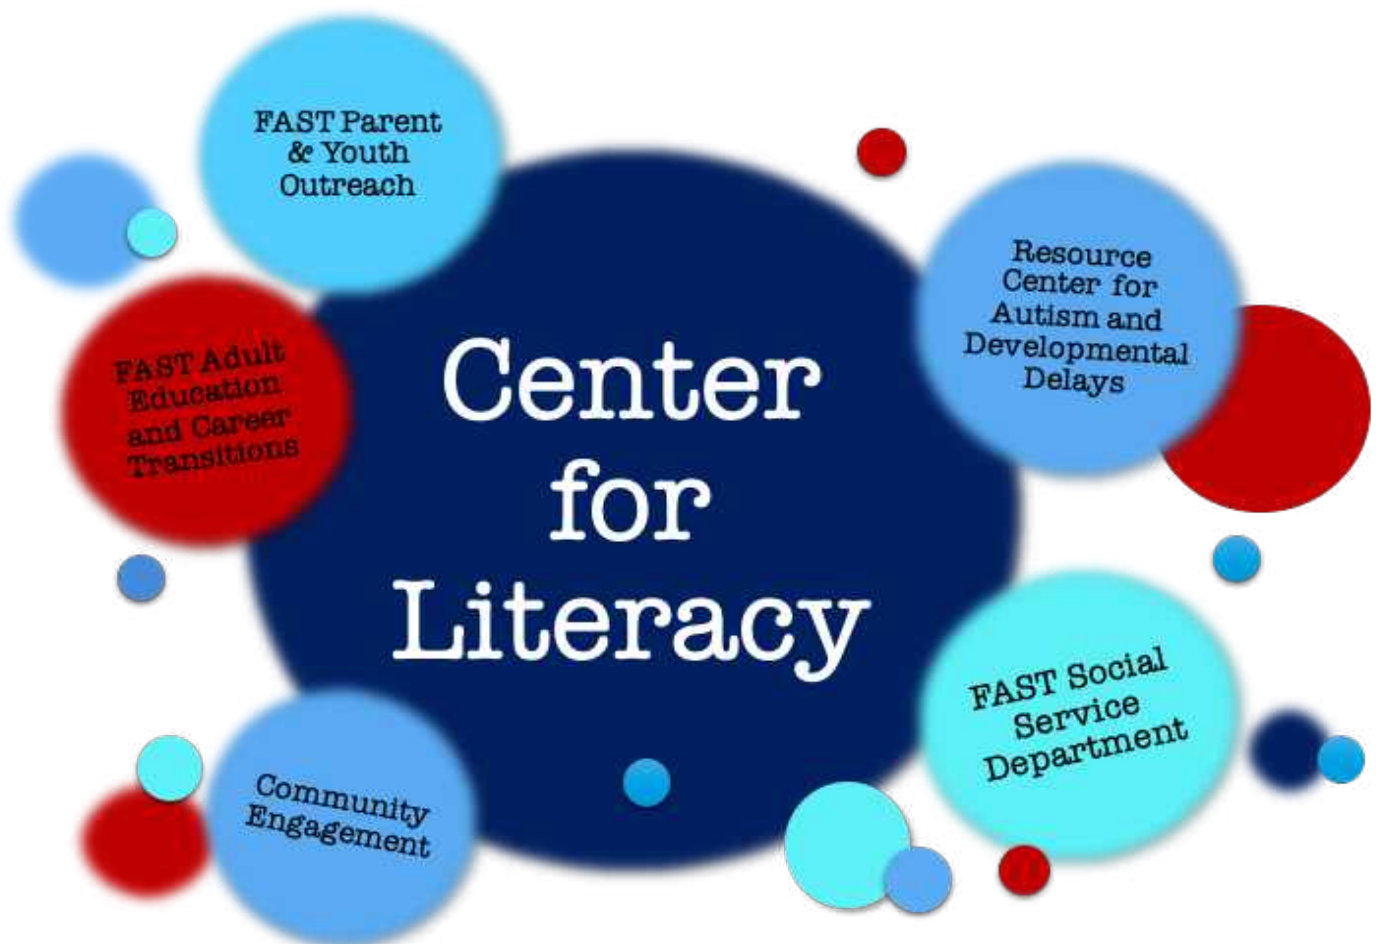 FAST Parent
& Youth
Outreach
FAST Adult
Education
and Career
Transitions
Center
for
Literacy
Resource
Center for
Autism and
Developmental
Delays
FAST Social
Service
Department
Community
Engagement